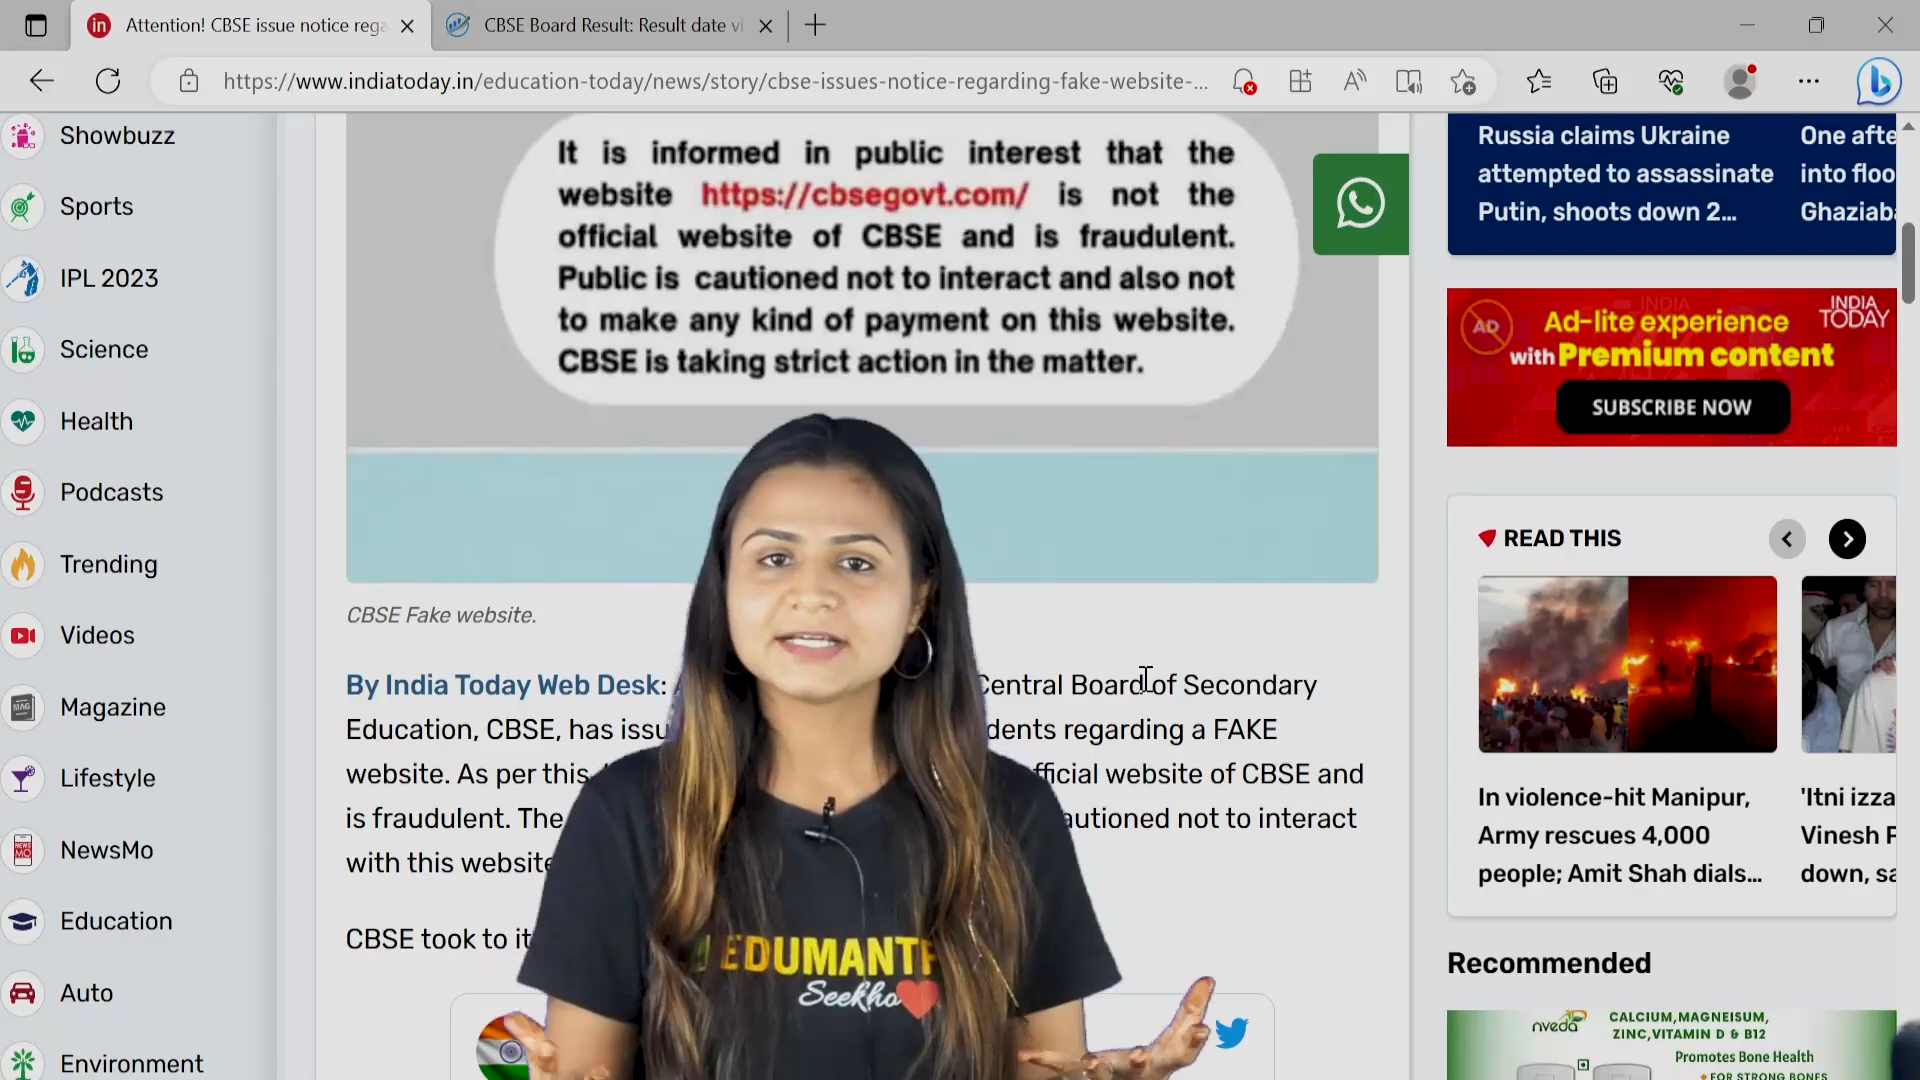 Attention! CBSE issue notice rega
CBSE Board Result: Result date vi
https://www.indiatoday.in/education-today/news/story/cbse-issues-notice-regarding-fake-website-...
Showbuzz
Sports
IPL 2023
Science
Health
Podcasts
Trending
Videos
Magazine
Lifestyle
NewsMo
Education
Auto
Environment
It is informed in public interest that the
website https://cbsegovt.com/ is not the
official website of CBSE and is fraudulent.
Public is cautioned not to interact and also not
to make any kind of payment on this website.
CBSE is taking strict action in the matter.
CBSE Fake website.
By India Today Web Desk: Central Board of Secondary
Education, CBSE, has issu dents regarding a FAKE
website. As per this fficial website of CBSE and
is fraudulent. The autioned not to interact
with this website
CBSE took to it
EDUMANT
Seekho
Russia claims Ukraine
attempted to assassinate
Putin, shoots down 2...
One afte
into floo
Ghaziaba
AD
Ad-lite experience
with Premium content
INDIA
TODAY
SUBSCRIBE NOW
READ THIS
In violence-hit Manipur,
Army rescues 4,000
people; Amit Shah dials...
'Itni izza
Vinesh P
down, sa
Recommended
nveda
CALCIUM,MAGNEISUM,
ZINC,VITAMIN D & B12
Promotes Bone Health
FOR STRONG BONES